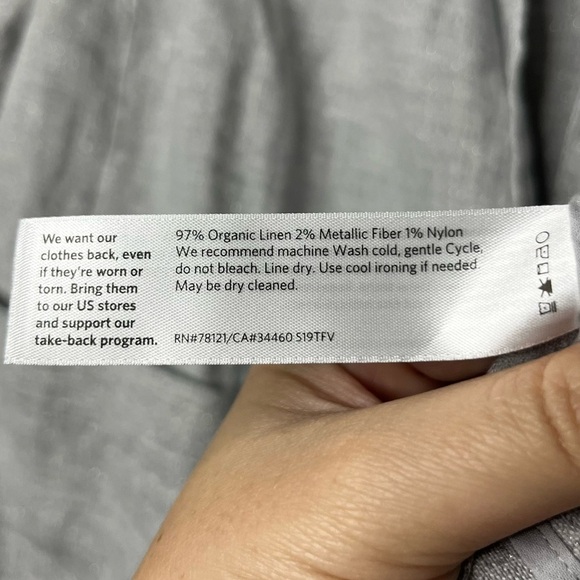 We want our
clothes back, even
if they're worn or
torn. Bring them
to our US stores
and support our
take-back program.
97% Organic Linen 2% Metallic Fiber 1% Nylon
We recommend machine Wash cold, gentle Cycle,
do not bleach. Line dry. Use cool ironing if needed.
May be dry cleaned.
RN#78121/CA#34460 S19TFV